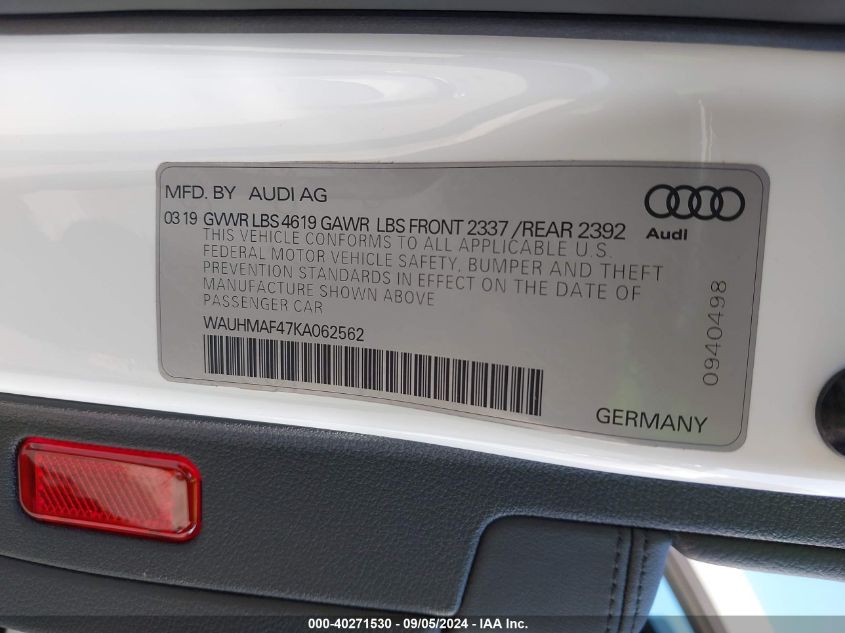 MFD. BY AUDI AG
Audi
03 19 GVWR LBS 4619 GAWR LBS FRONT 2337 /REAR 2392
THIS VEHICLE CONFORMS TO ALL APPLICABLE U.S.
FEDERAL MOTOR VEHICLE SAFETY, BUMPER AND THEFT
PREVENTION STANDARDS IN EFFECT ON THE DATE OF
MANUFACTURE SHOWN ABOVE
PASSENGER CAR
WAUHMAF47KA062562
0940498
GERMANY
000-40271530 - 09/05/2024 - IAA Inc.